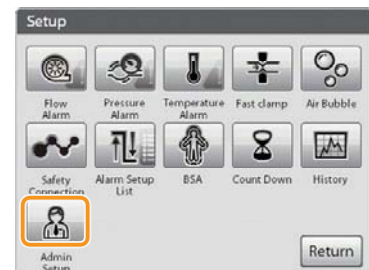 Setup
Flow Pressure Temperature Fast clamp Air Bubble
Alarm Alarm Alarm
Safety Alarm Setup BSA Count Down History
Connection List
Admin Return
Setup